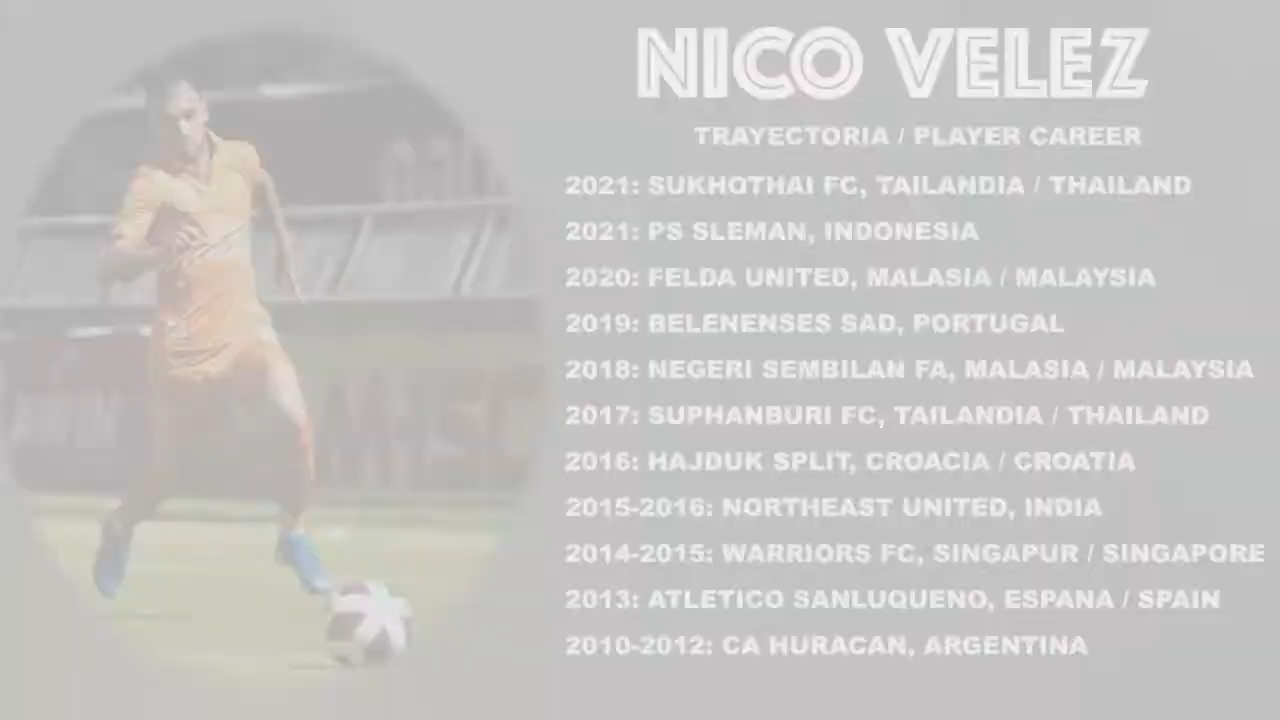 NICO VELEZ
TRAYECTORIA / PLAYER CAREER
2021: SUKHOTHAI FC, TAILANDIA / THAILAND
2021: PS SLEMAN, INDONESIA
2020: FELDA UNITED, MALASIA / MALAYSIA
2019: BELENENSES SAD, PORTUGAL
2018: NEGERI SEMBILAN FA, MALASIA / MALAYSIA
2017: SUPHANBURI FC, TAILANDIA / THAILAND
2016: HAJDUK SPLIT, CROACIA / CROATIA
2015-2016: NORTHEAST UNITED, INDIA
2014-2015: WARRIORS FC, SINGAPUR / SINGAPORE
2013: ATLETICO SANLUQUENO, ESPANA / SPAIN
2010-2012: CA HURACAN, ARGENTINA